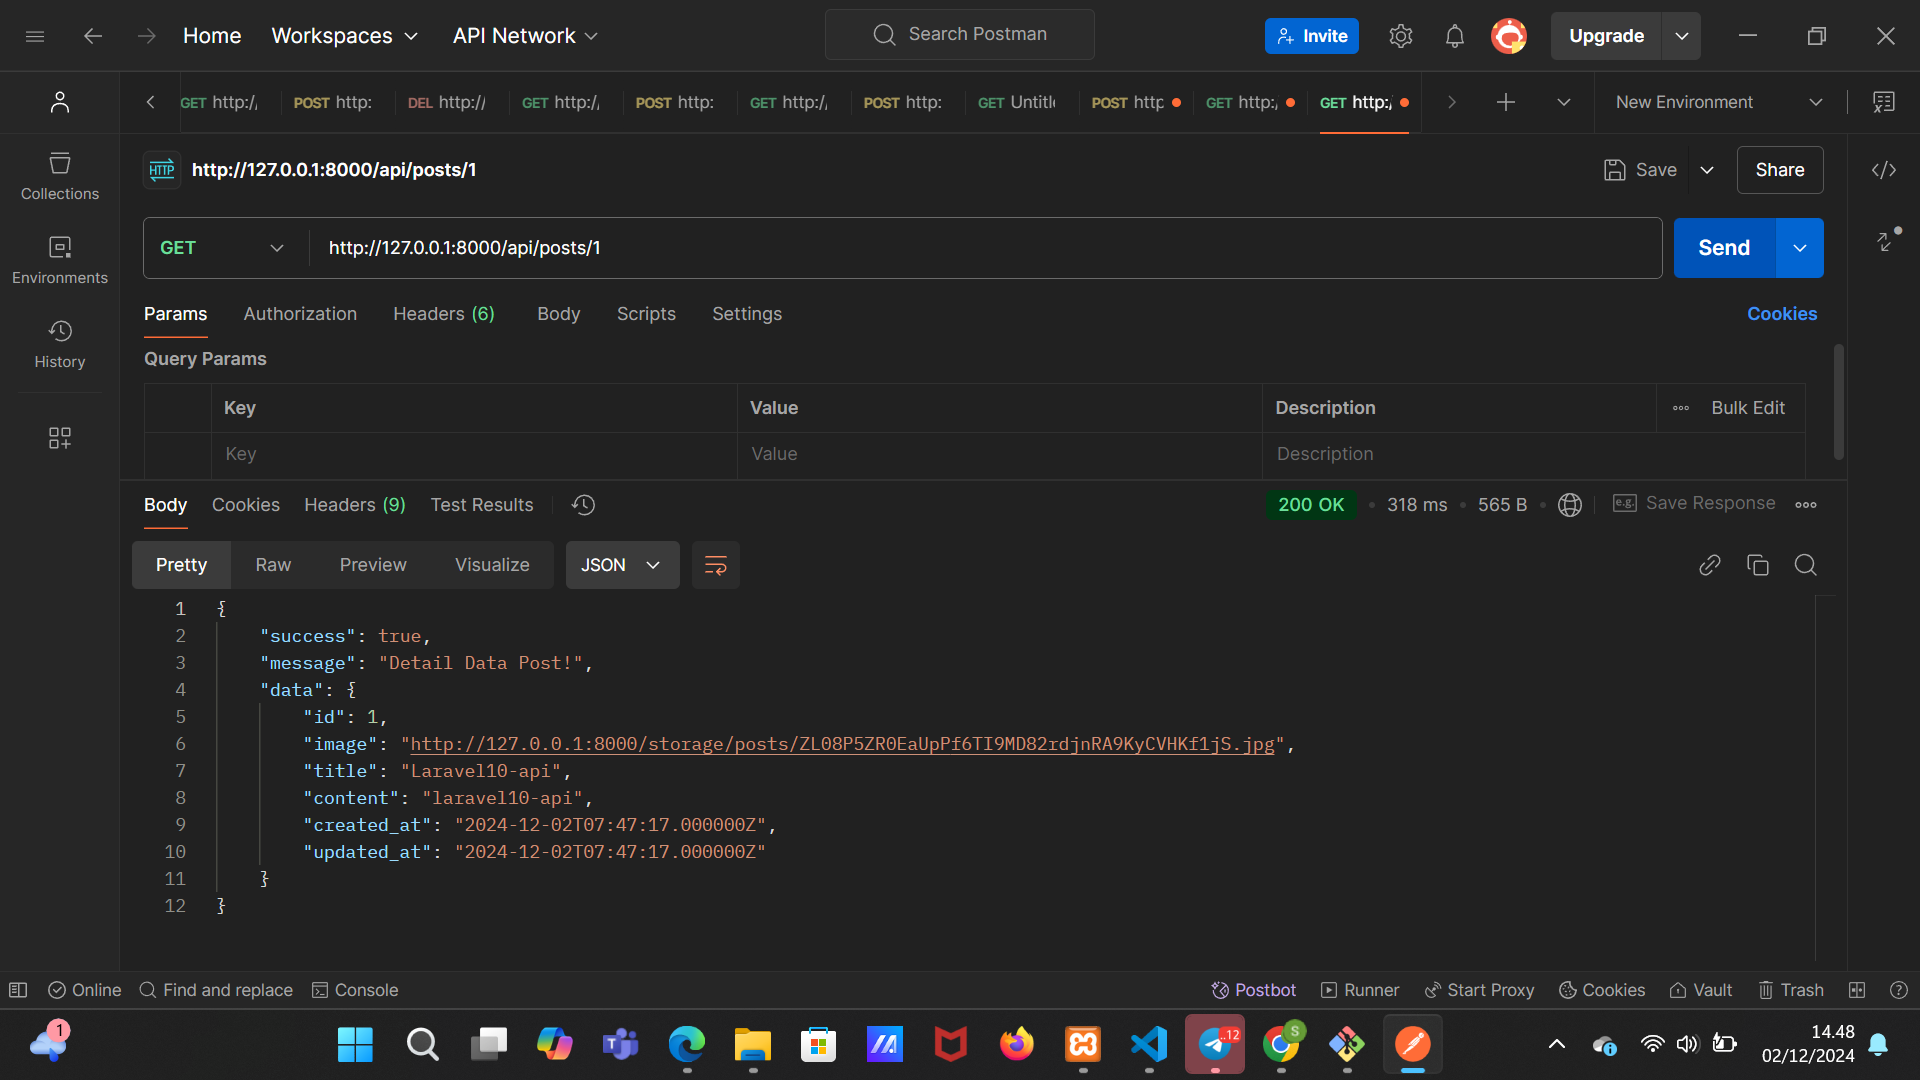 Home
Workspaces
API Network
Search Postman
Invite
Upgrade
GET http:/
POST http:
DEL http:/
GET http:/
POST http:
GET http:/
POST http:
GET Untitl
POST http
GET http:/
GET http:/
New Environment
HTTP
http://127.0.0.1:8000/api/posts/1
Save
Share
Collections
Environments
History
GET
http://127.0.0.1:8000/api/posts/1
Send
Params
Authorization
Headers (6)
Body
Scripts
Settings
Cookies
Query Params
Key
Value
Description
Bulk Edit
Key
Value
Description
Body
Cookies
Headers (9)
Test Results
200 OK
318 ms
565 B
e.g.
Save Response
Pretty
Raw
Preview
Visualize
JSON
1 {
2 "success": true,
3 "message": "Detail Data Post!",
4 "data": {
5 "id": 1,
6 "image": "http://127.0.0.1:8000/storage/posts/ZL08P5ZR0EaUpPf6TI9MD82rdjnRA9KyCVHKf1jS.jpg",
7 "title": "Laravel10-api",
8 "content": "laravel10-api",
9 "created_at": "2024-12-02T07:47:17.000000Z",
10 "updated_at": "2024-12-02T07:47:17.000000Z"
11 }
12 }
Online
Find and replace
Console
Postbot
Runner
Start Proxy
Cookies
Vault
Trash
1
..12
S
14.48
02/12/2024